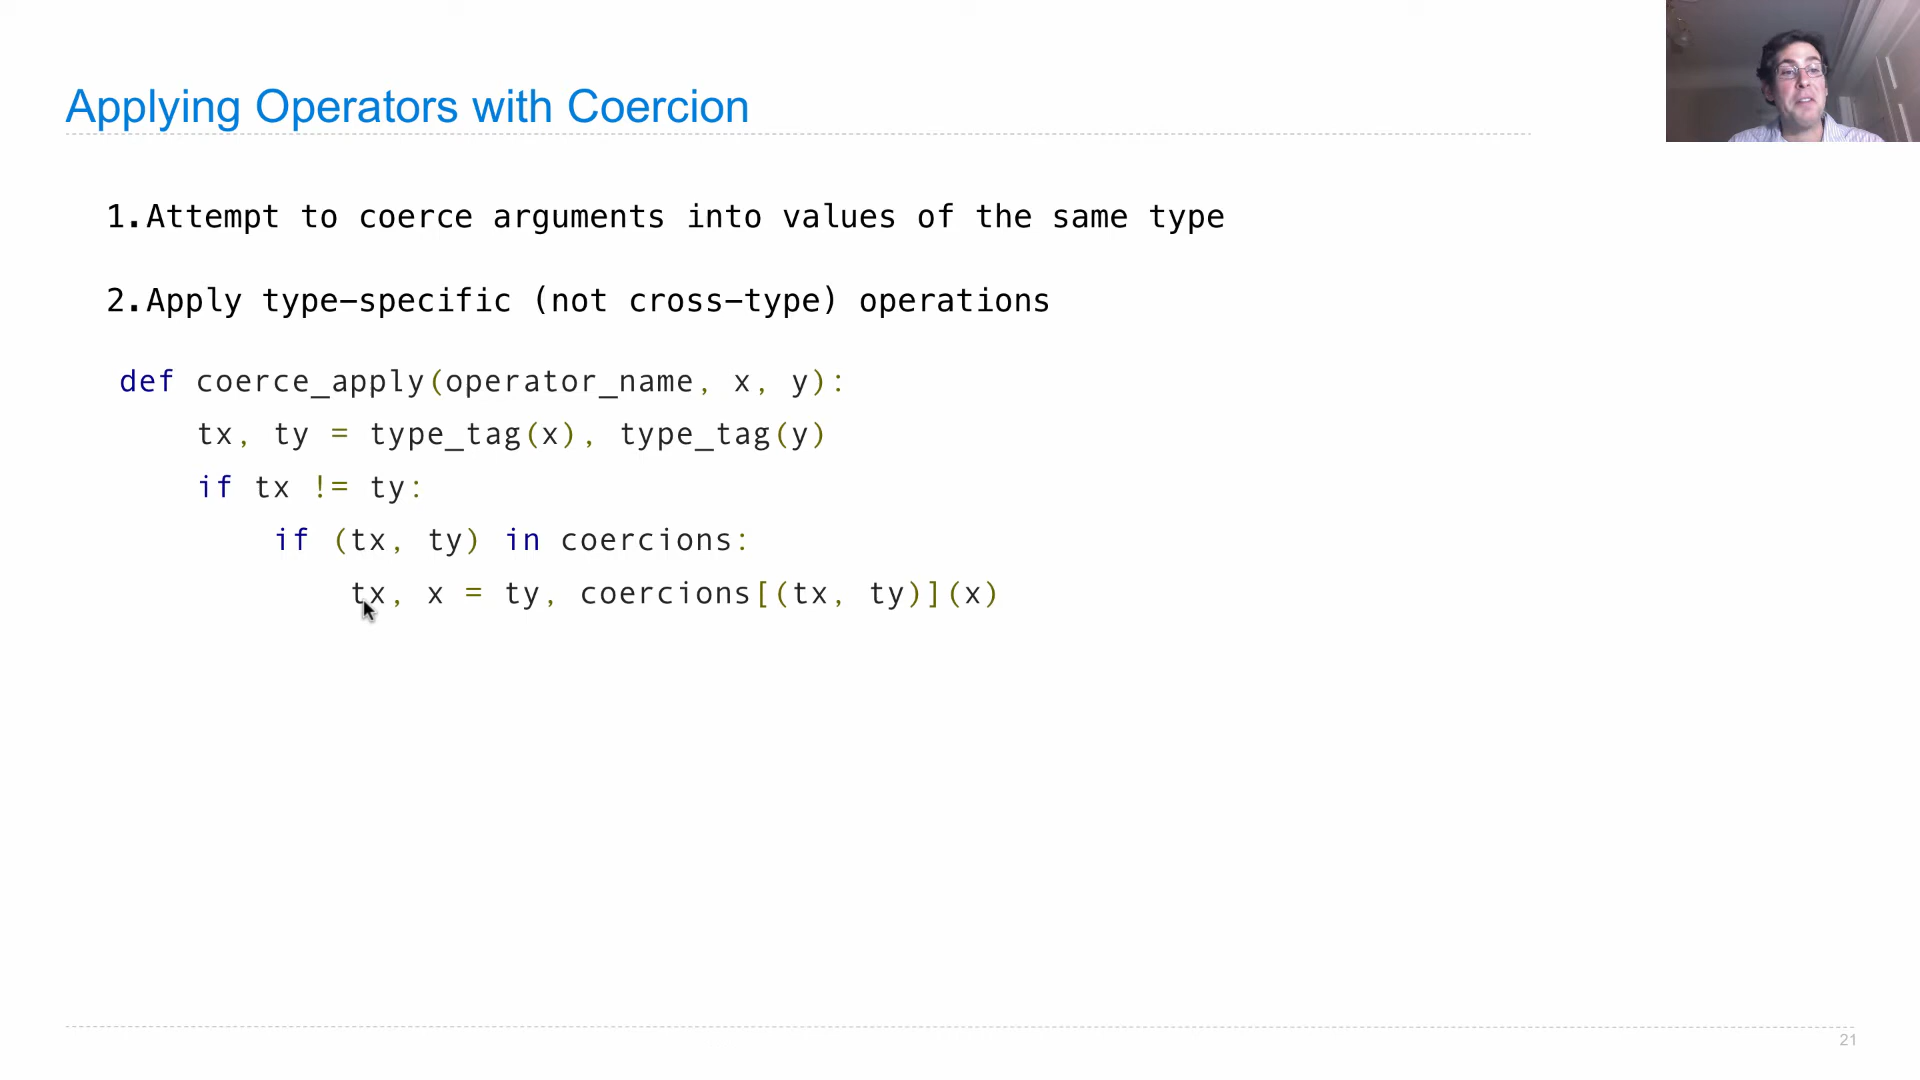 Applying Operators with Coercion
1.Attempt to coerce arguments into values of the same type
2.Apply type-specific (not cross-type) operations
def coerce_apply(operator_name, x, y):
    tx, ty = type_tag(x), type_tag(y)
    if tx != ty:
        if (tx, ty) in coercions:
            tx, x = ty, coercions[(tx, ty)](x)
21